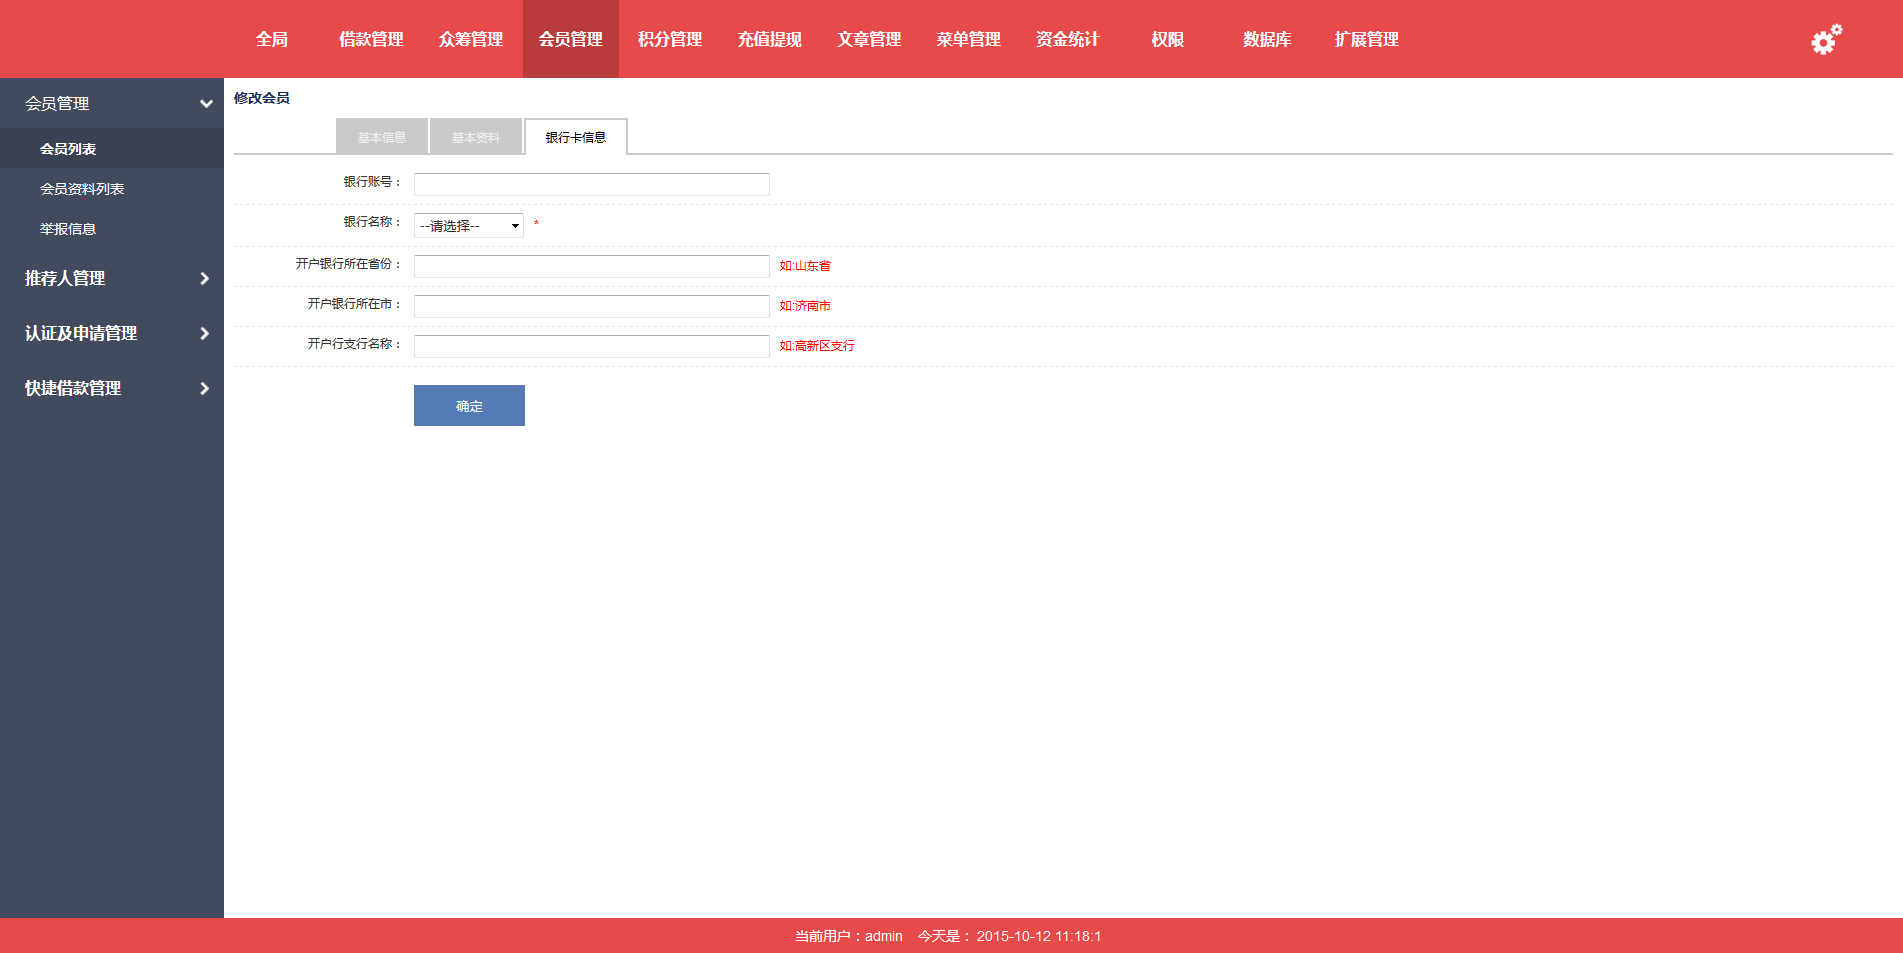 全局 借款管理 众筹管理 会员管理 积分管理 充值提现 文章管理 菜单管理 资金统计 权限 数据库 扩展管理
会员管理
会员列表
会员资料列表
举报信息
推荐人管理
认证及申请管理
快捷借款管理
修改会员
基本信息 基本资料 银行卡信息
银行账号：
银行名称： --请选择-- *
开户银行所在省份： 如:山东省
开户银行所在市： 如:济南市
开户行支行名称： 如:高新区支行
确定
当前用户：admin 今天是： 2015-10-12 11:18:1